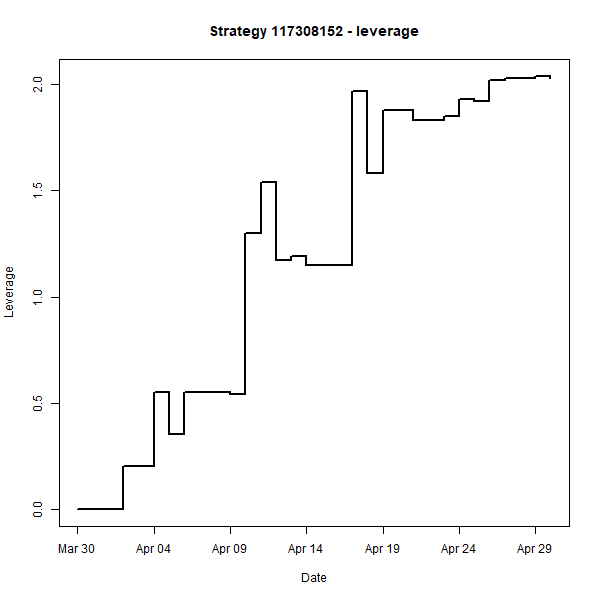 Strategy 117308152 - leverage
2.0
1.5
1.0
0.5
0.0
Leverage
Mar 30 Apr 04 Apr 09 Apr 14 Apr 19 Apr 24 Apr 29
Date